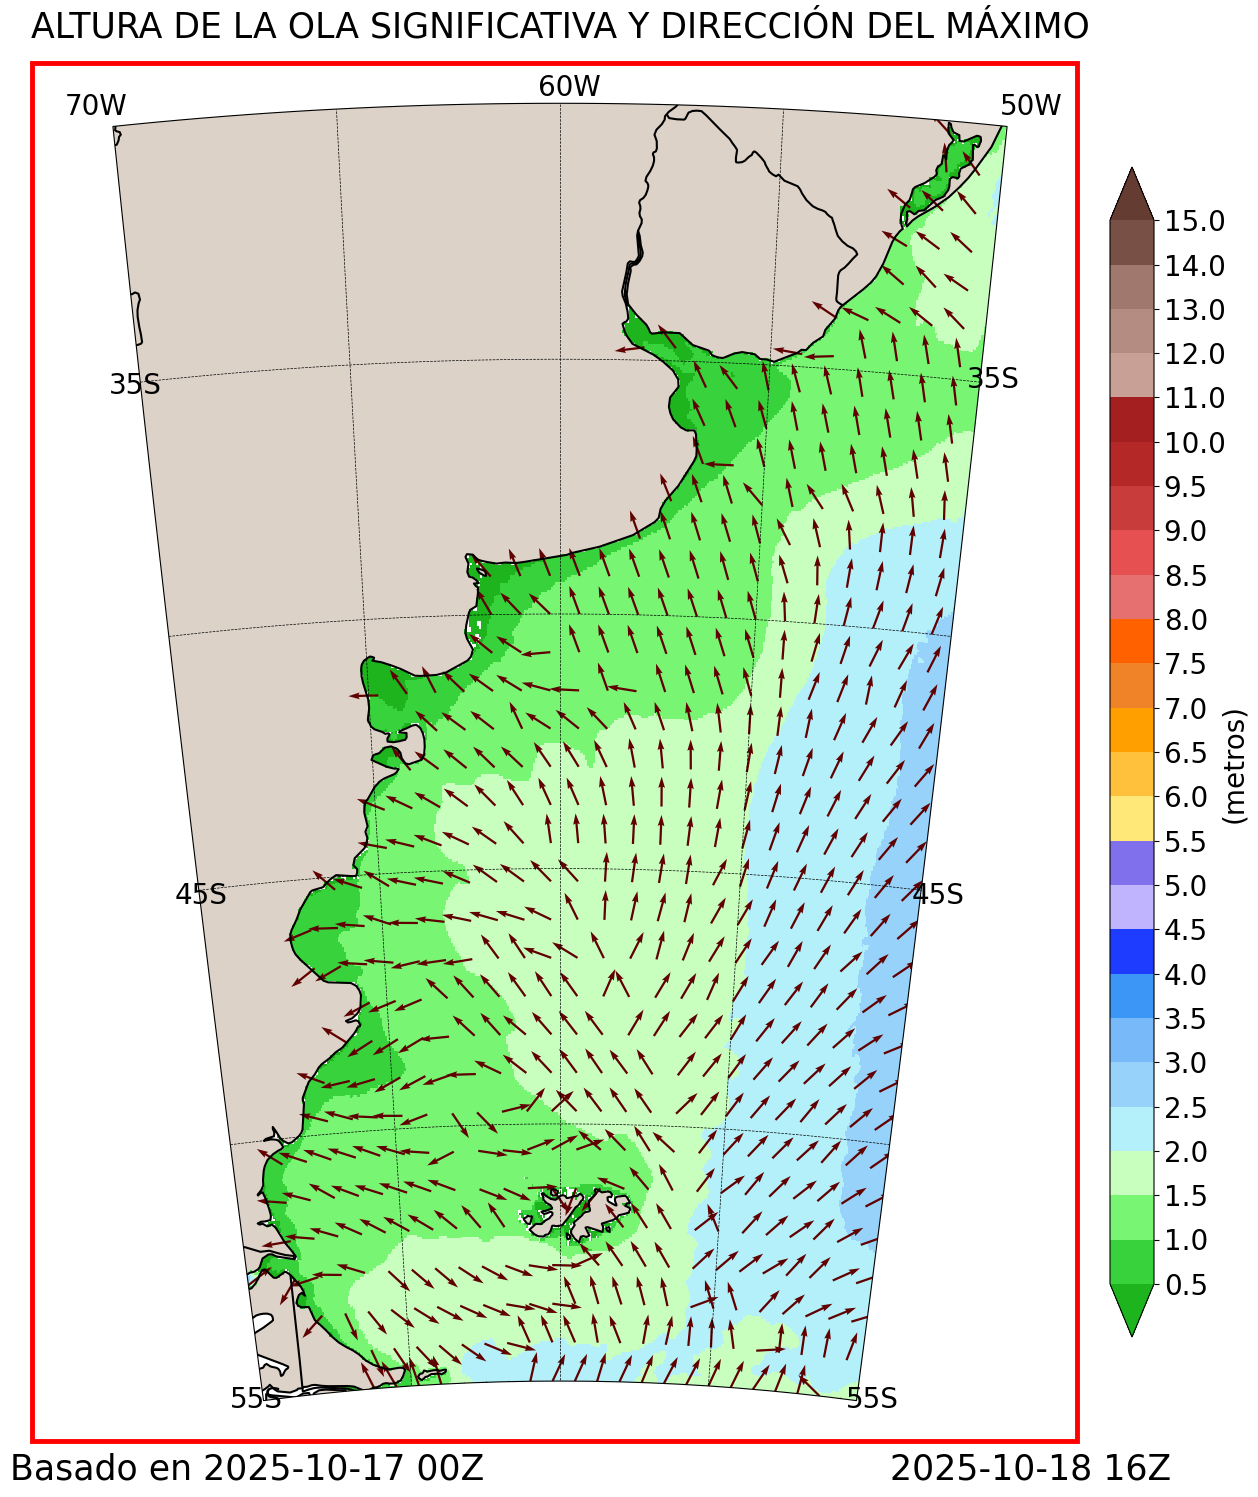 ALTURA DE LA OLA SIGNIFICATIVA Y DIRECCIÓN DEL MÁXIMO
70W
60W
50W
35S
35S
45S
45S
55S
55S
15.0
14.0
13.0
12.0
11.0
10.0
9.5
9.0
8.5
8.0
7.5
7.0
6.5
6.0
5.5
5.0
4.5
4.0
3.5
3.0
2.5
2.0
1.5
1.0
0.5
(metros)
Basado en 2025-10-17 00Z
2025-10-18 16Z